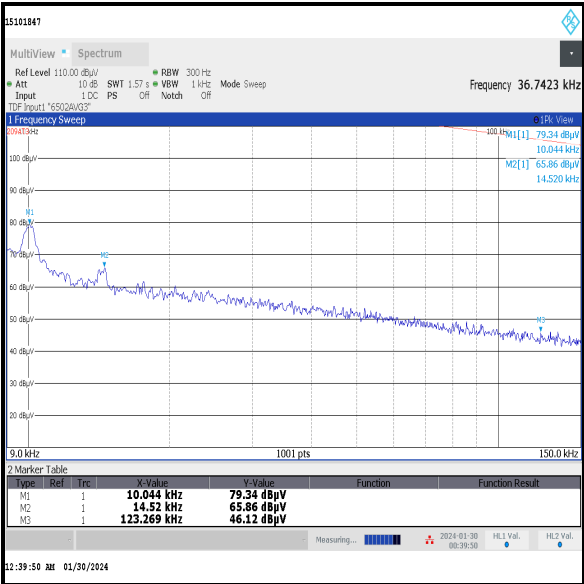 15101847
MultiView Spectrum
Ref Level 110.00 dBµV RBW 300 Hz
Att 10 dB SWT 1.57 s VBW 1 kHz Mode Sweep Frequency 36.7423 kHz
Input 1 DC PS Off Notch Off
TDF Input1 "6502AVG3"
1 Frequency Sweep 1Pk View
100 kHz M1[1] 79.34 dBµV
10.044 kHz
M2[1] 65.86 dBµV
14.520 kHz
100 dBµV
90 dBµV
M1
80 dBµV
70 dBµV
M2
60 dBµV
50 dBµV
M3
40 dBµV
30 dBµV
20 dBµV
9.0 kHz 1001 pts 150.0 kHz
2 Marker Table
Type Ref Trc X-Value Y-Value Function Function Result
M1 1 10.044 kHz 79.34 dBµV
M2 1 14.52 kHz 65.86 dBµV
M3 1 123.269 kHz 46.12 dBµV
Measuring... 2024-01-30 00:39:50 HL1 Val. HL2 Val.
12:39:50 AM 01/30/2024